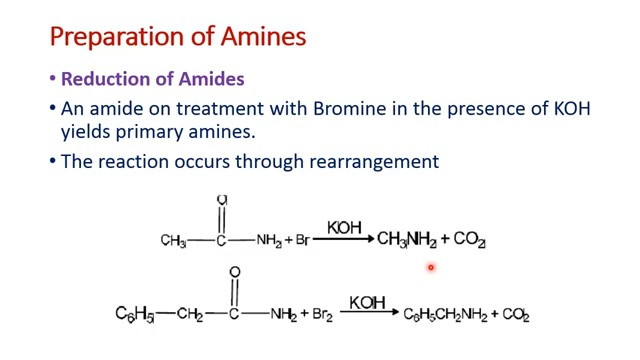 Preparation of Amines
• Reduction of Amides
• An amide on treatment with Bromine in the presence of KOH
yields primary amines.
• The reaction occurs through rearrangement
O
CH₃—C—NH₂ + Br KOH CH₃NH₂ + CO₂
O
C₆H₅—CH₂—C—NH₂ + Br₂ KOH C₆H₅CH₂NH₂ + CO₂